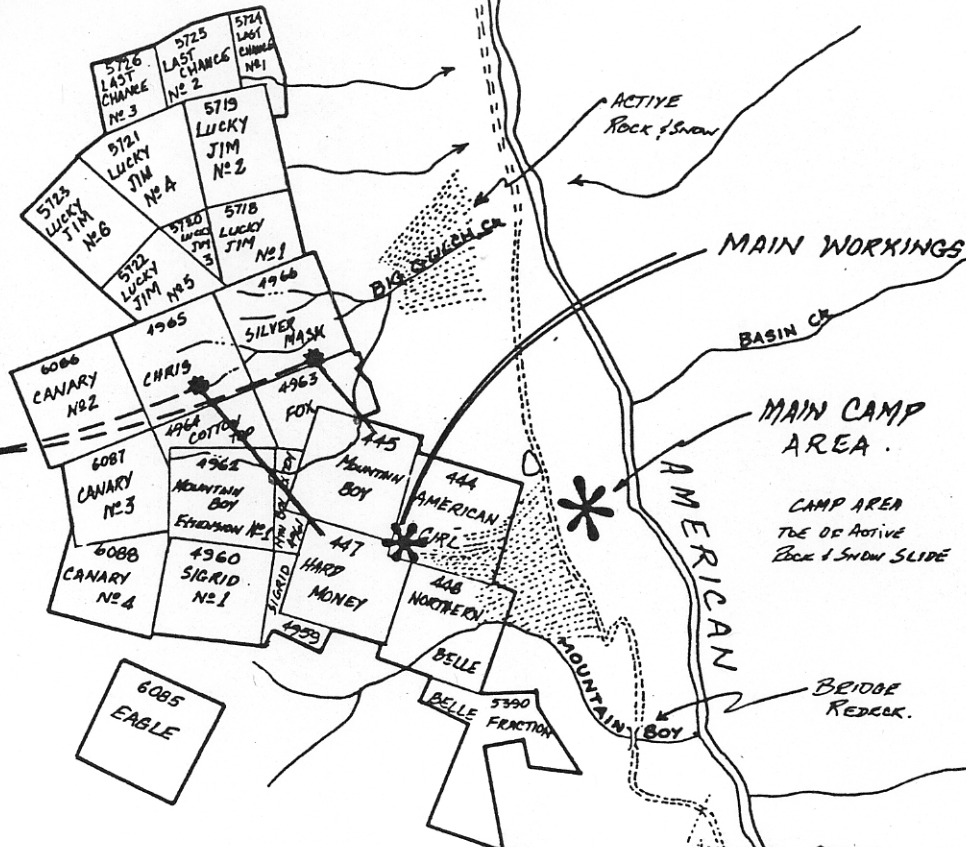 5726
LAST
CHANCE
Nº 3
5725
LAST
CHANCE
Nº 2
5724
LAST
CHANCE
Nº 1
5723
LUCKY
JIM
Nº 6
5721
LUCKY
JIM
Nº 4
5719
LUCKY
JIM
Nº 2
5722
LUCKY
JIM Nº 5
5720
LUCKY
JIM
3
5718
LUCKY
JIM
Nº 1
ACTIVE
ROCK & SNOW
MAIN WORKINGS
BASIN CK
6086
CANARY
Nº 2
4965
CHRIS
4966
SILVER
MASK
4964
COTTON
TOP
4963
FOX
445
MOUNTAIN
BOY
444
AMERICAN
GIRL
MAIN CAMP
AREA.
CAMP AREA
TOE OF ACTIVE
ROCK & SNOW SLIDE
AMERICAN
6087
CANARY
Nº 3
4962
MOUNTAIN
BOY
EXTENSION Nº 1
6088
CANARY
Nº 4
4960
SIGRID
Nº 1
SIGRID
4959
447
HARD
MONEY
448
NORTHERN
BELLE
BELLE
5390
FRACTION
6085
EAGLE
MOUNTAIN BOY
BRIDGE
REDECK.